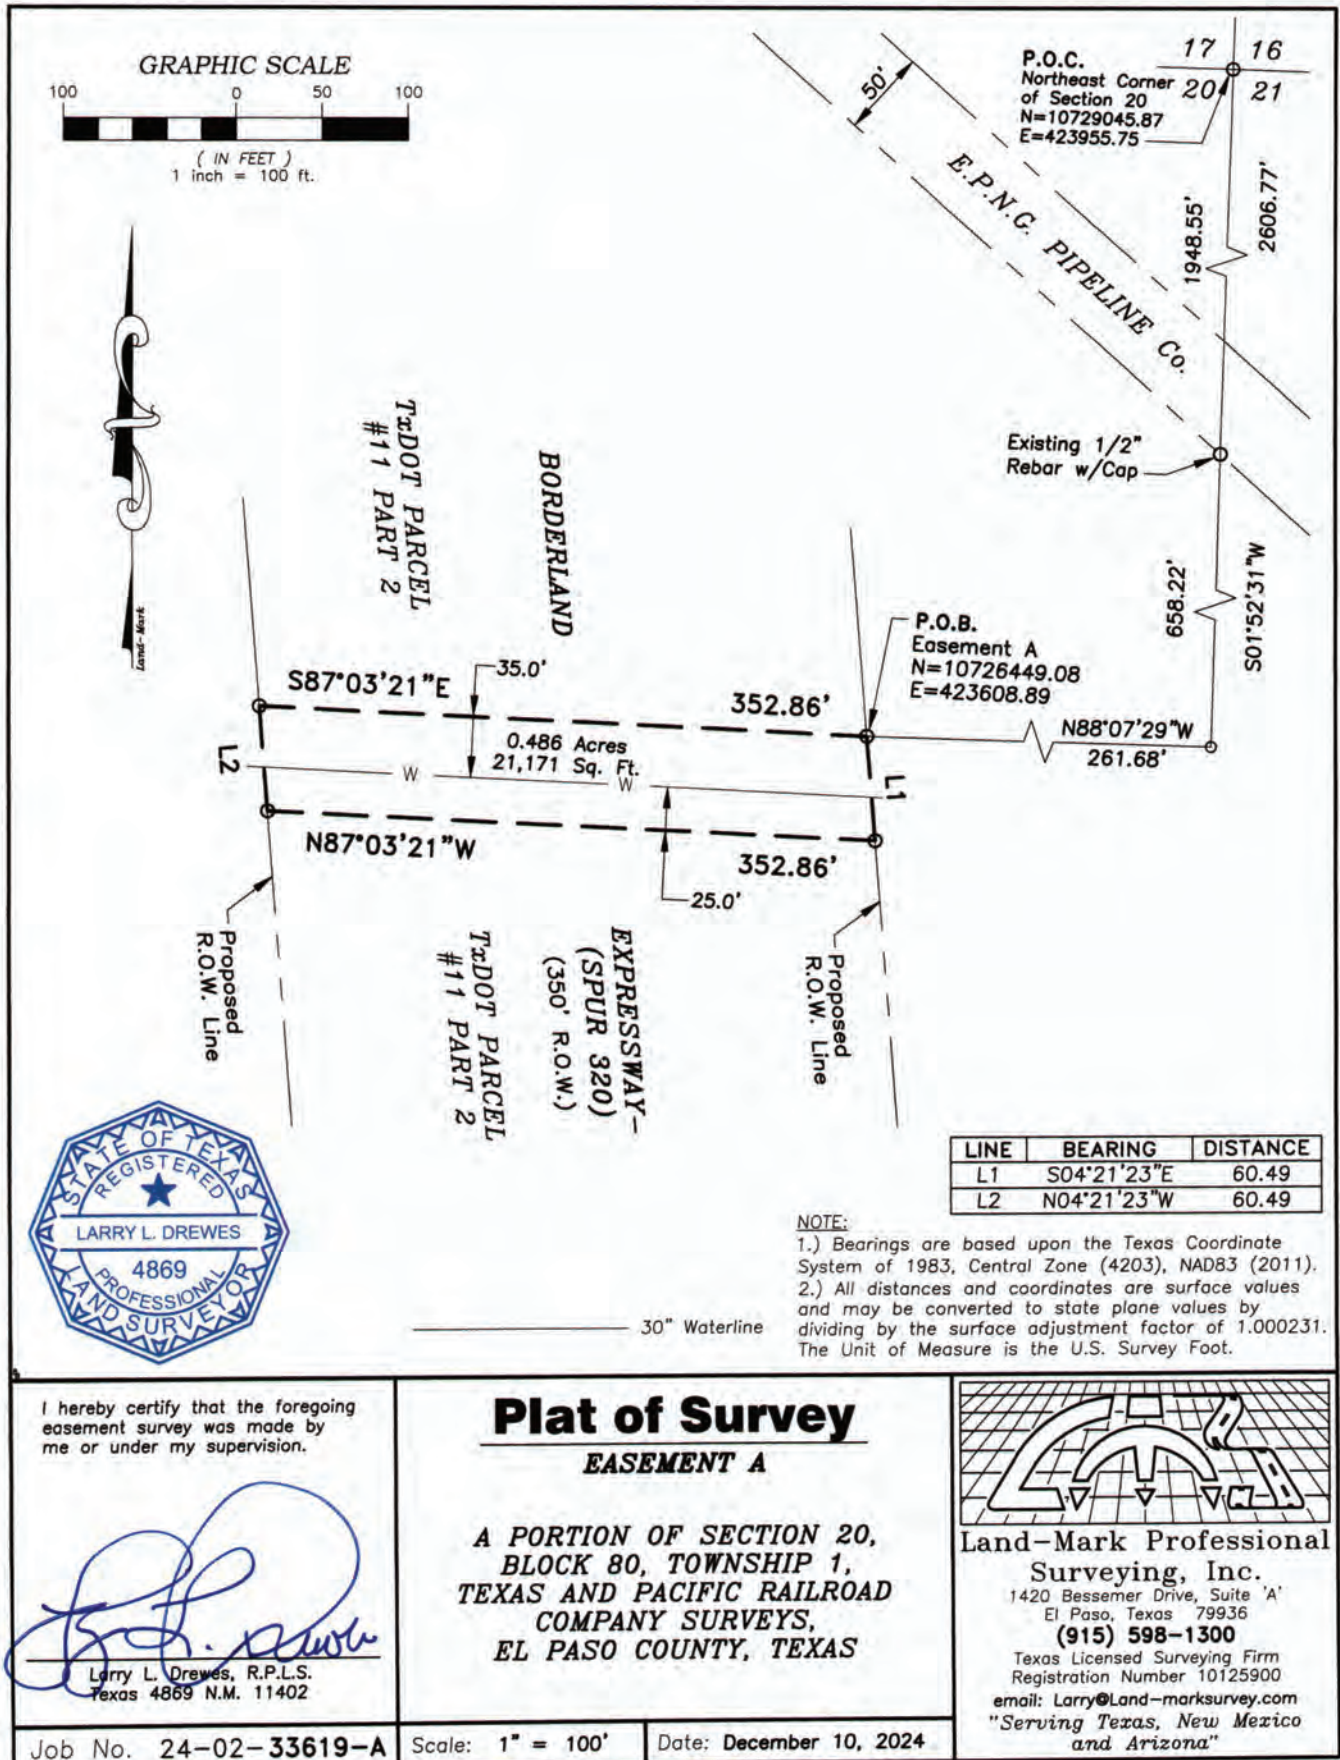 GRAPHIC SCALE
100 0 50 100
( IN FEET )
1 inch = 100 ft.
Land-Mark
P.O.C.
Northeast Corner
of Section 20
N=10729045.87
E=423955.75
17 16
20 21
50'
E.P.N.G. PIPELINE Co.
1948.55'
2606.77'
Existing 1/2"
Rebar w/Cap
658.22'
S01°52'31"W
TxDOT PARCEL
#11 PART 2
BORDERLAND
P.O.B.
Easement A
N=10726449.08
E=423608.89
N88°07'29"W
261.68'
S87°03'21"E
35.0'
352.86'
0.486 Acres
21,171 Sq. Ft.
L2
W
W
L1
N87°03'21"W
352.86'
25.0'
Proposed
R.O.W. Line
TxDOT PARCEL
#11 PART 2
EXPRESSWAY-
(SPUR 320)
(350' R.O.W.)
Proposed
R.O.W. Line
LINE BEARING DISTANCE
L1 S04°21'23"E 60.49
L2 N04°21'23"W 60.49
STATE OF TEXAS
REGISTERED
LARRY L. DREWES
4869
PROFESSIONAL
LAND SURVEYOR
NOTE:
1.) Bearings are based upon the Texas Coordinate
System of 1983, Central Zone (4203), NAD83 (2011).
2.) All distances and coordinates are surface values
and may be converted to state plane values by
dividing by the surface adjustment factor of 1.000231.
The Unit of Measure is the U.S. Survey Foot.
30" Waterline
I hereby certify that the foregoing
easement survey was made by
me or under my supervision.
Larry L. Drewes, R.P.L.S.
Texas 4869 N.M. 11402
Job No. 24-02-33619-A
Plat of Survey
EASEMENT A
A PORTION OF SECTION 20,
BLOCK 80, TOWNSHIP 1,
TEXAS AND PACIFIC RAILROAD
COMPANY SURVEYS,
EL PASO COUNTY, TEXAS
Scale: 1" = 100'
Date: December 10, 2024
Land-Mark Professional
Surveying, Inc.
1420 Bessemer Drive, Suite 'A'
El Paso, Texas 79936
(915) 598-1300
Texas Licensed Surveying Firm
Registration Number 10125900
email: Larry@Land-marksurvey.com
"Serving Texas, New Mexico
and Arizona"